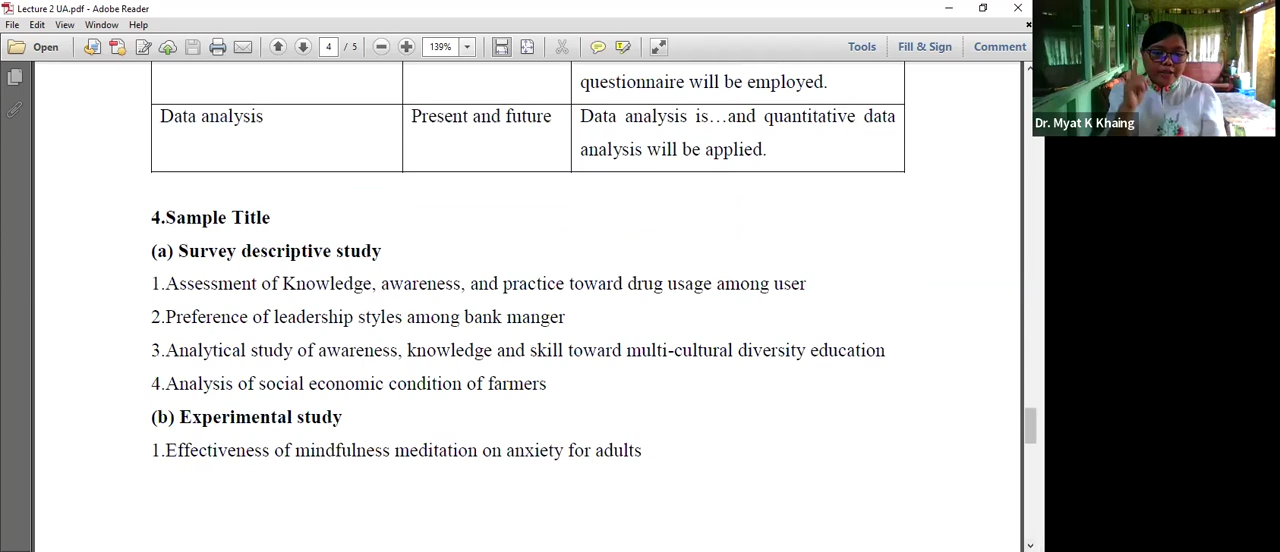 Lecture 2 UA.pdf - Adobe Reader
File Edit View Window Help
Open 4 / 5 139% Tools Fill & Sign Comment
questionnaire will be employed.
Data analysis Present and future Data analysis is…and quantitative data
analysis will be applied.
4.Sample Title
(a) Survey descriptive study
1.Assessment of Knowledge, awareness, and practice toward drug usage among user
2.Preference of leadership styles among bank manger
3.Analytical study of awareness, knowledge and skill toward multi-cultural diversity education
4.Analysis of social economic condition of farmers
(b) Experimental study
1.Effectiveness of mindfulness meditation on anxiety for adults
Dr. Myat K Khaing